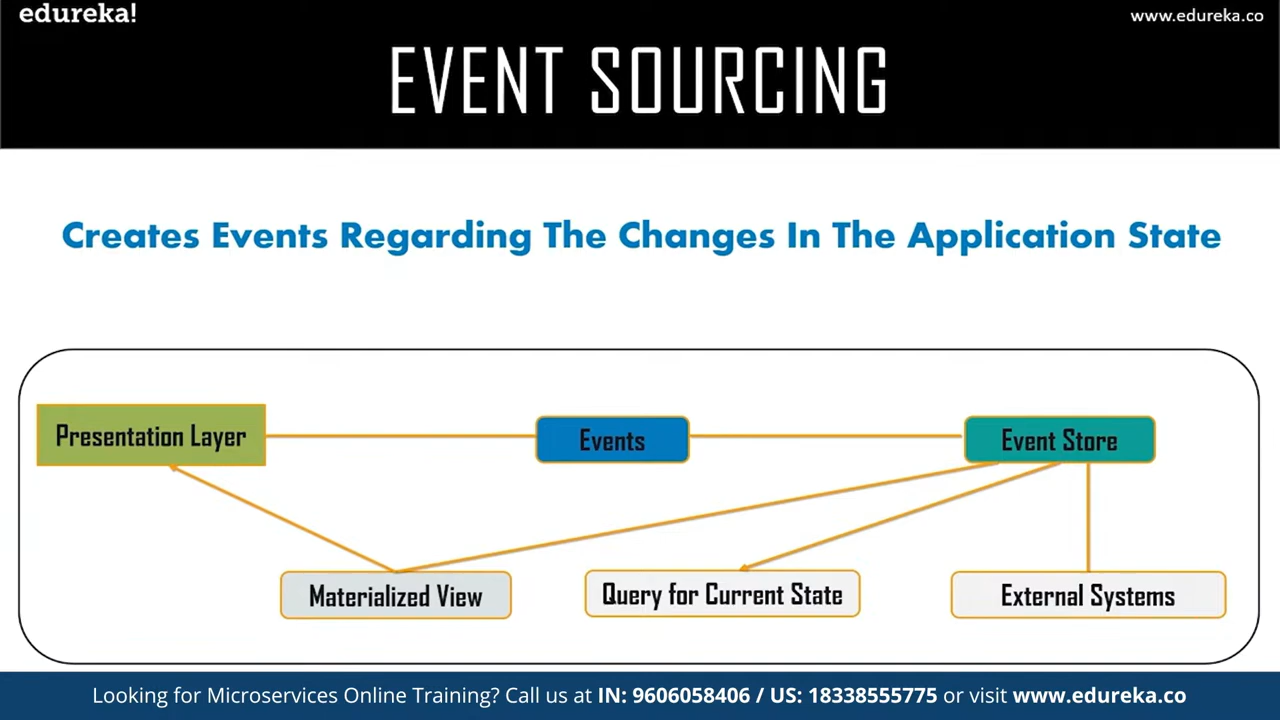 edureka!
www.edureka.co
EVENT SOURCING
Creates Events Regarding The Changes In The Application State
Presentation Layer
Events
Event Store
Materialized View
Query for Current State
External Systems
Looking for Microservices Online Training? Call us at IN: 9606058406 / US: 18338555775 or visit www.edureka.co